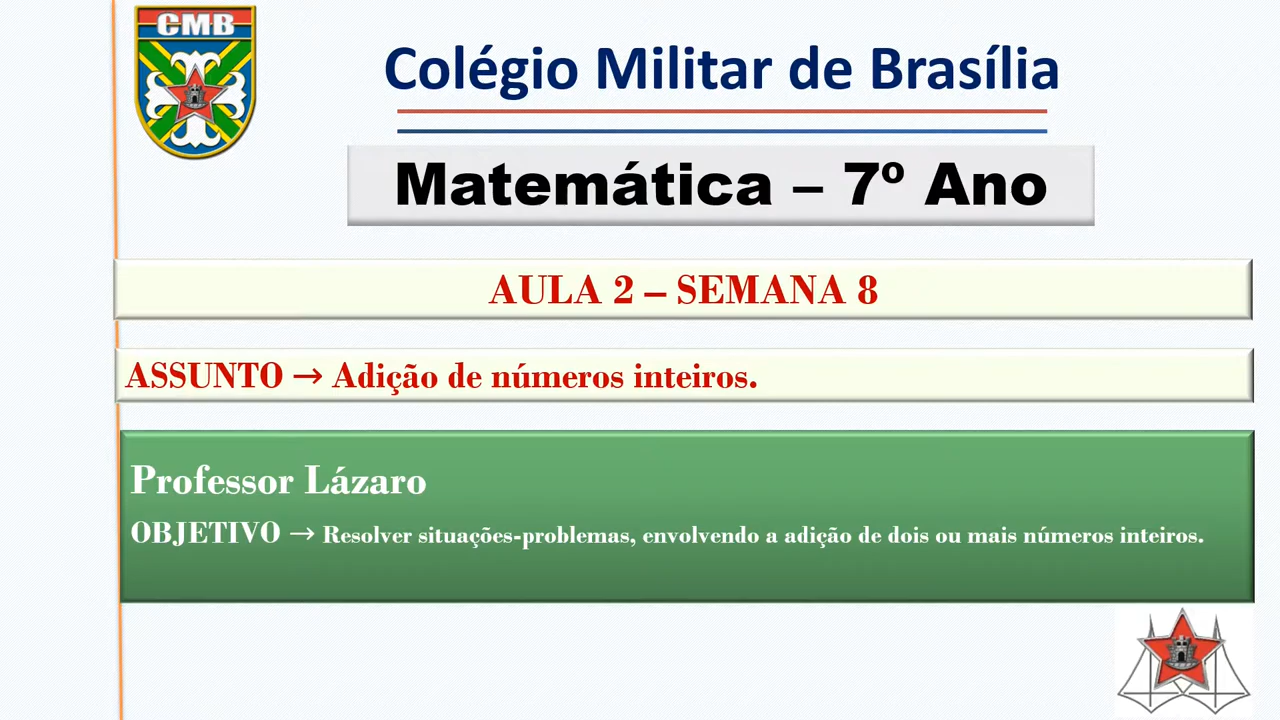 CMB
Colégio Militar de Brasília
Matemática – 7º Ano
AULA 2 – SEMANA 8
ASSUNTO → Adição de números inteiros.
Professor Lázaro
OBJETIVO → Resolver situações-problemas, envolvendo a adição de dois ou mais números inteiros.